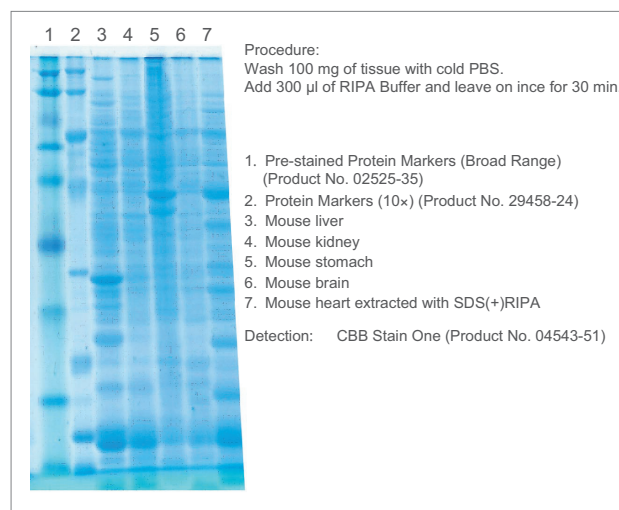 1 2 3 4 5 6 7
Procedure:
Wash 100 mg of tissue with cold PBS.
Add 300 µl of RIPA Buffer and leave on ince for 30 min
1. Pre-stained Protein Markers (Broad Range)
(Product No. 02525-35)
2. Protein Markers (10×) (Product No. 29458-24)
3. Mouse liver
4. Mouse kidney
5. Mouse stomach
6. Mouse brain
7. Mouse heart extracted with SDS(+)RIPA
Detection: CBB Stain One (Product No. 04543-51)